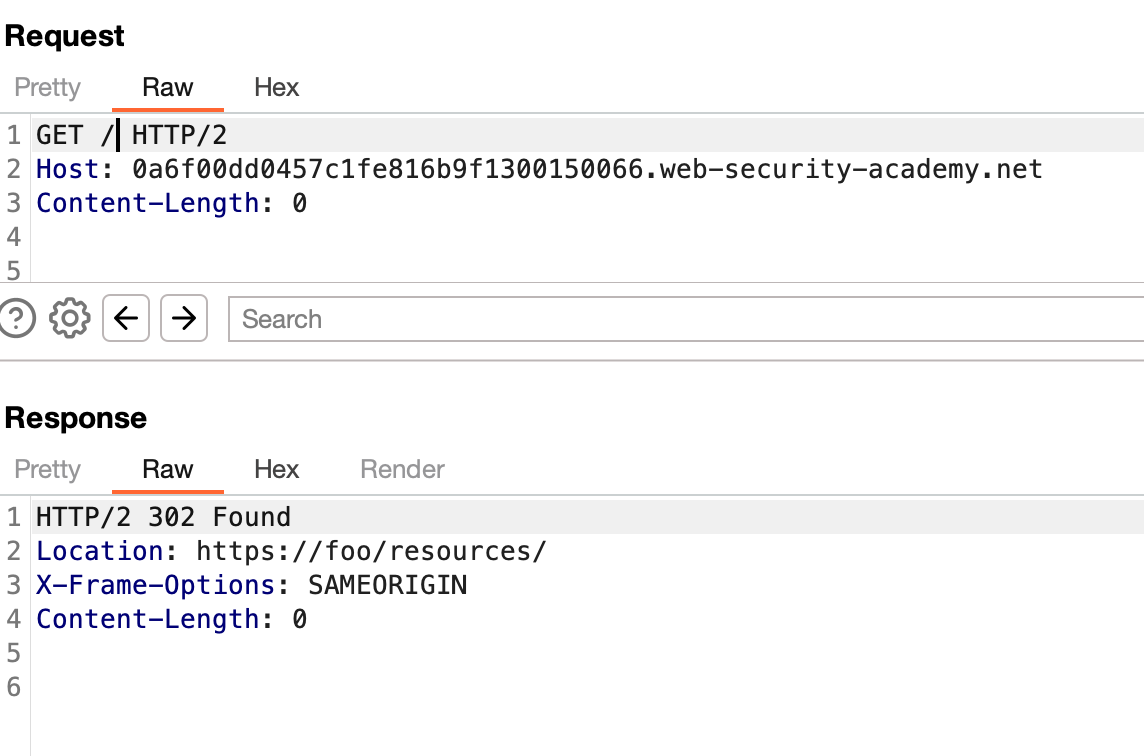 Request
Pretty Raw Hex
1 GET / HTTP/2
2 Host: 0a6f00dd0457c1fe816b9f1300150066.web-security-academy.net
3 Content-Length: 0
4
5
? Search
Response
Pretty Raw Hex Render
1 HTTP/2 302 Found
2 Location: https://foo/resources/
3 X-Frame-Options: SAMEORIGIN
4 Content-Length: 0
5
6